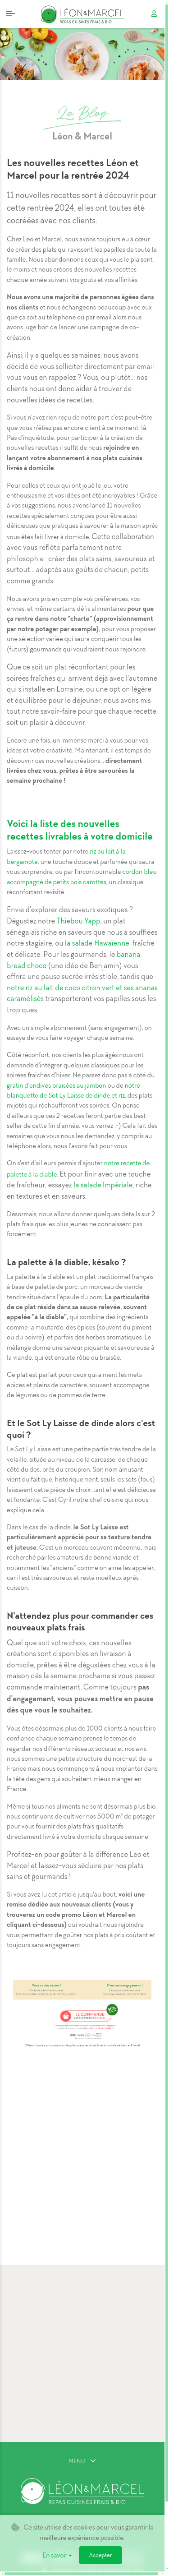 LÉON&MARCEL
REPAS CUISINÉS FRAIS & BIO
Le Blog
Léon & Marcel
Les nouvelles recettes Léon et
Marcel pour la rentrée 2024
11 nouvelles recettes sont à découvrir pour
cette rentrée 2024, elles ont toutes été
cocréées avec nos clients.
Chez Léo et Marcel, nous avons toujours à cœur
de créer des plats qui ravissent les papilles de toute la
famille. Nous abandonnons ceux qui vous plaisent
le moins et nous créons des nouvelles recettes
chaque année suivant vos goûts et vos affinités.
Nous avons une majorité de personnes âgées dans
nos clients et nous échangeons beaucoup avec eux
que ça soit au téléphone ou par email alors nous
avons jugé bon de lancer une campagne de co-
création.
Ainsi, il y a quelques semaines, nous avons
décidé de vous solliciter directement par email
vous vous en rappelez ? Vous, ou plutôt... nos
clients nous ont donc aidé à trouver de
nouvelles idées de recettes.
Si vous n'avez rien reçu de notre part c'est peut-être
que vous n'étiez pas encore client à ce moment-là.
Pas d'inquiétude, pour participer à la création de
nouvelles recettes il suffit de nous rejoindre en
lançant votre abonnement à nos plats cuisinés
livrés à domicile.
Pour celles et ceux qui ont joué le jeu, votre
enthousiasme et vos idées ont été incroyables ! Grâce
à vos suggestions, nous avons lancé 11 nouvelles
recettes spécialement conçues pour être aussi
délicieuses que pratiques à savourer à la maison après
vous les avoir fait livrer à domicile. Cette collaboration
avec vous reflète parfaitement notre
philosophie : créer des plats sains, savoureux et
surtout... adaptés aux goûts de chacun, petits
comme grands.
Nous avons pris en compte vos préférences, vos
envies, et même certains défis alimentaires pour que
ça rentre dans notre "charte" (approvisionnement
par notre potager par exemple), pour vous proposer
une sélection variée qui saura conquérir tous les
(futurs) gourmands qui voudraient nous rejoindre.
Que ce soit un plat réconfortant pour les
soirées fraîches qui arrivent déjà avec l'automne
qui s'installe en Lorraine, ou une option légère
et équilibrée pour le déjeuner, nous avons mis
tout notre savoir-faire pour que chaque recette
soit un plaisir à découvrir.
Encore une fois, un immense merci à vous pour vos
idées et votre créativité. Maintenant, il est temps de
découvrir ces nouvelles créations... directement
livrées chez vous, prêtes à être savourées la
semaine prochaine !
Voici la liste des nouvelles
recettes livrables à votre domicile
Laissez-vous tenter par notre riz au lait à la
bergamote, une touche douce et parfumée qui saura
vous surprendre, ou par l'incontournable cordon bleu
accompagné de petits pois carottes, un classique
réconfortant revisité.
Envie d'explorer des saveurs exotiques ?
Dégustez notre Thiebou Yapp, un plat
sénégalais riche en saveurs que nous a soufflé
notre stagiaire, ou la salade Hawaïenne, fraîche
et délicate. Pour les gourmands, le banana
bread choco (une idée de Benjamin) vous
offrira une pause sucrée irrésistible, tandis que
notre riz au lait de coco citron vert et ses ananas
caramélisés transportent vos papilles sous les
tropiques.
Avec un simple abonnement (sans engagement), on
essaye de vous faire voyager chaque semaine.
Côté réconfort, nos clients les plus âgés ont des
idées toutes trouvées de ce qui les réchauffe pour les
soirées fraîches d'hiver. Ne passez donc pas à côté du
gratin d'endives braisées au jambon et de notre
blanquette de Sot Ly Laisse de dinde et riz, des plats
mijotés qui réchaufferont vos soirées. On vous parie
d'ailleurs que ces 2 recettes feront partie des best-
seller de cette fin d'année, vous verrez ;-) Cela fait des
semaines que vous nous les demandez, y compris au
téléphone, alors nous l'avons fait pour vous.
On s'est d'ailleurs permis d'ajouter notre recette de
palette à la diable. Et pour finir avec une touche
de fraîcheur, essayez la salade Impériale, riche
en textures et en saveurs.
Désormais, nous allons donner quelques détails sur 2
plats que les plus jeunes ne connaissent pas
forcément.
La palette à la diable, késako ?
La palette à la diable est un plat traditionnel français
à base de palette de porc, un morceau de viande
tendre situé dans l'épaule du porc. La particularité
de ce plat réside dans sa sauce relevée, souvent
appelée "à la diable", qui combine des ingrédients
comme la moutarde, des épices (souvent du piment
ou du poivre), et parfois des herbes aromatiques. Le
mélange donne une saveur piquante et savoureuse à
la viande, qui est ensuite rôtie ou braisée.
Ce plat est parfait pour ceux qui aiment les mets
épicés et pleins de caractère, souvent accompagné
de légumes ou de pommes de terre.
Et le Sot Ly Laisse de dinde alors c'est
quoi ?
Le Sot Ly Laisse est une petite partie très tendre de la
volaille, située au niveau de la carcasse, de chaque
côté du dos, près du croupion. Son nom amusant
vient du fait que, historiquement, seuls les sots (fous)
laissaient cette pièce de côté, tant elle est délicieuse
et fondante. C'est Cyril notre chef cuisine qui nous
explique cela.
Dans le cas de la dinde, le Sot Ly Laisse est
particulièrement apprécié pour sa texture tendre
et juteuse. C'est un morceau souvent méconnu, mais
recherché par les amateurs de bonne viande et
notamment les "anciens" comme on aime les appeler,
car il est très savoureux et reste moelleux après
cuisson.
N'attendez plus pour commander ces
nouveaux plats frais
Quel que soit votre choix, ces nouvelles
créations sont disponibles en livraison à
domicile, prêtes à être dégustées chez vous à la
maison dès la semaine prochaine si vous passez
commande maintenant. Comme toujours pas
d'engagement, vous pouvez mettre en pause
dès que vous le souhaitez.
Vous êtes désormais plus de 1000 clients à nous faire
confiance chaque semaine prenez le temps de
regarder nos différents réseaux sociaux et nos avis
nous sommes une petite structure du nord-est de la
France mais nous commençons à nous implanter dans
la tête des gens qui souhaitent mieux manger en
France.
Même si tous nos aliments ne sont désormais plus bio
nous continuons de cultiver nos 5000 m² de potager
pour vous fournir des plats frais qualitatifs
directement livré à votre domicile chaque semaine
Profitez-en pour goûter à la différence Léo et
Marcel et laissez-vous séduire par nos plats
sains et gourmands !
Si vous avez lu cet article jusqu'au bout, voici une
remise dédiée aux nouveaux clients (vous y
trouverez un code promo Léon et Marcel en
cliquant ci-dessous) qui voudrait nous rejoindre
vous permettant de goûter nos plats à moindre coût et
toujours sans engagement.
Vous voulez tester ?
C'est sans engagement !
JE COMMANDE
MENU
LÉON&MARCEL
REPAS CUISINÉS FRAIS & BIO
Ce site utilise des cookies pour vous garantir la
meilleure expérience possible.
En savoir +
Accepter